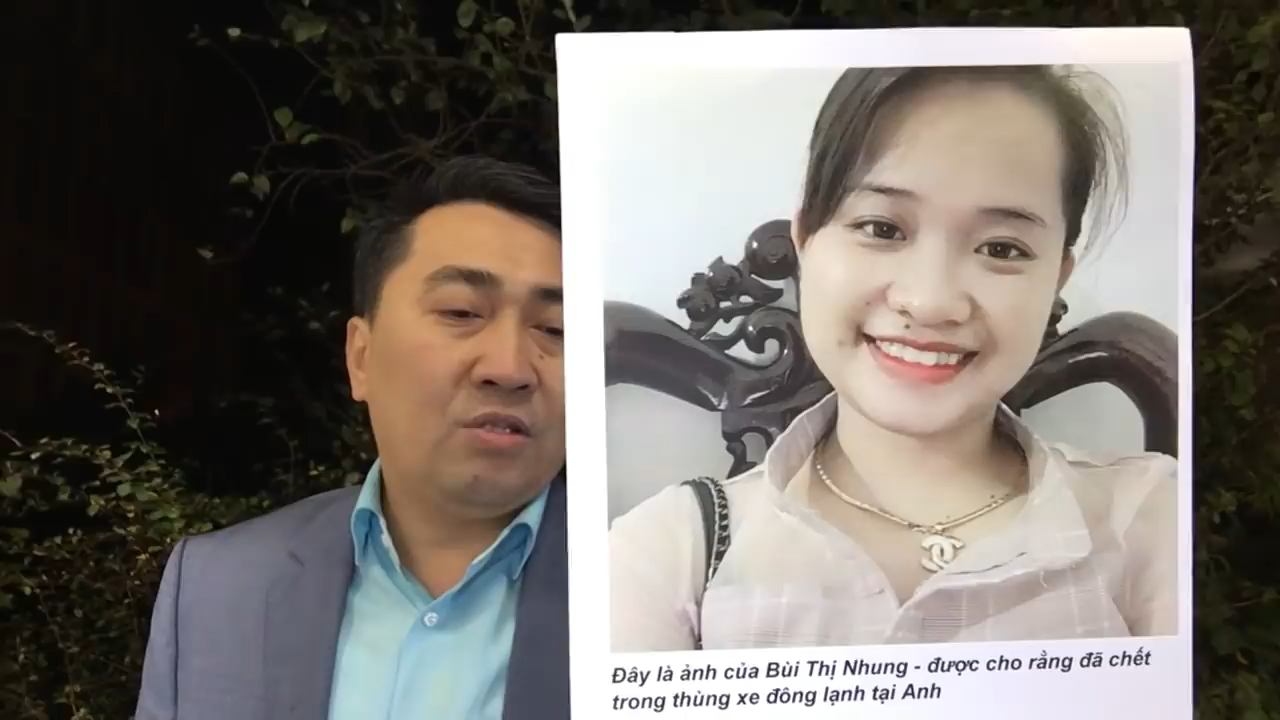 Đây là ảnh của Bùi Thị Nhung - được cho rằng đã chết
trong thùng xe đông lạnh tại Anh